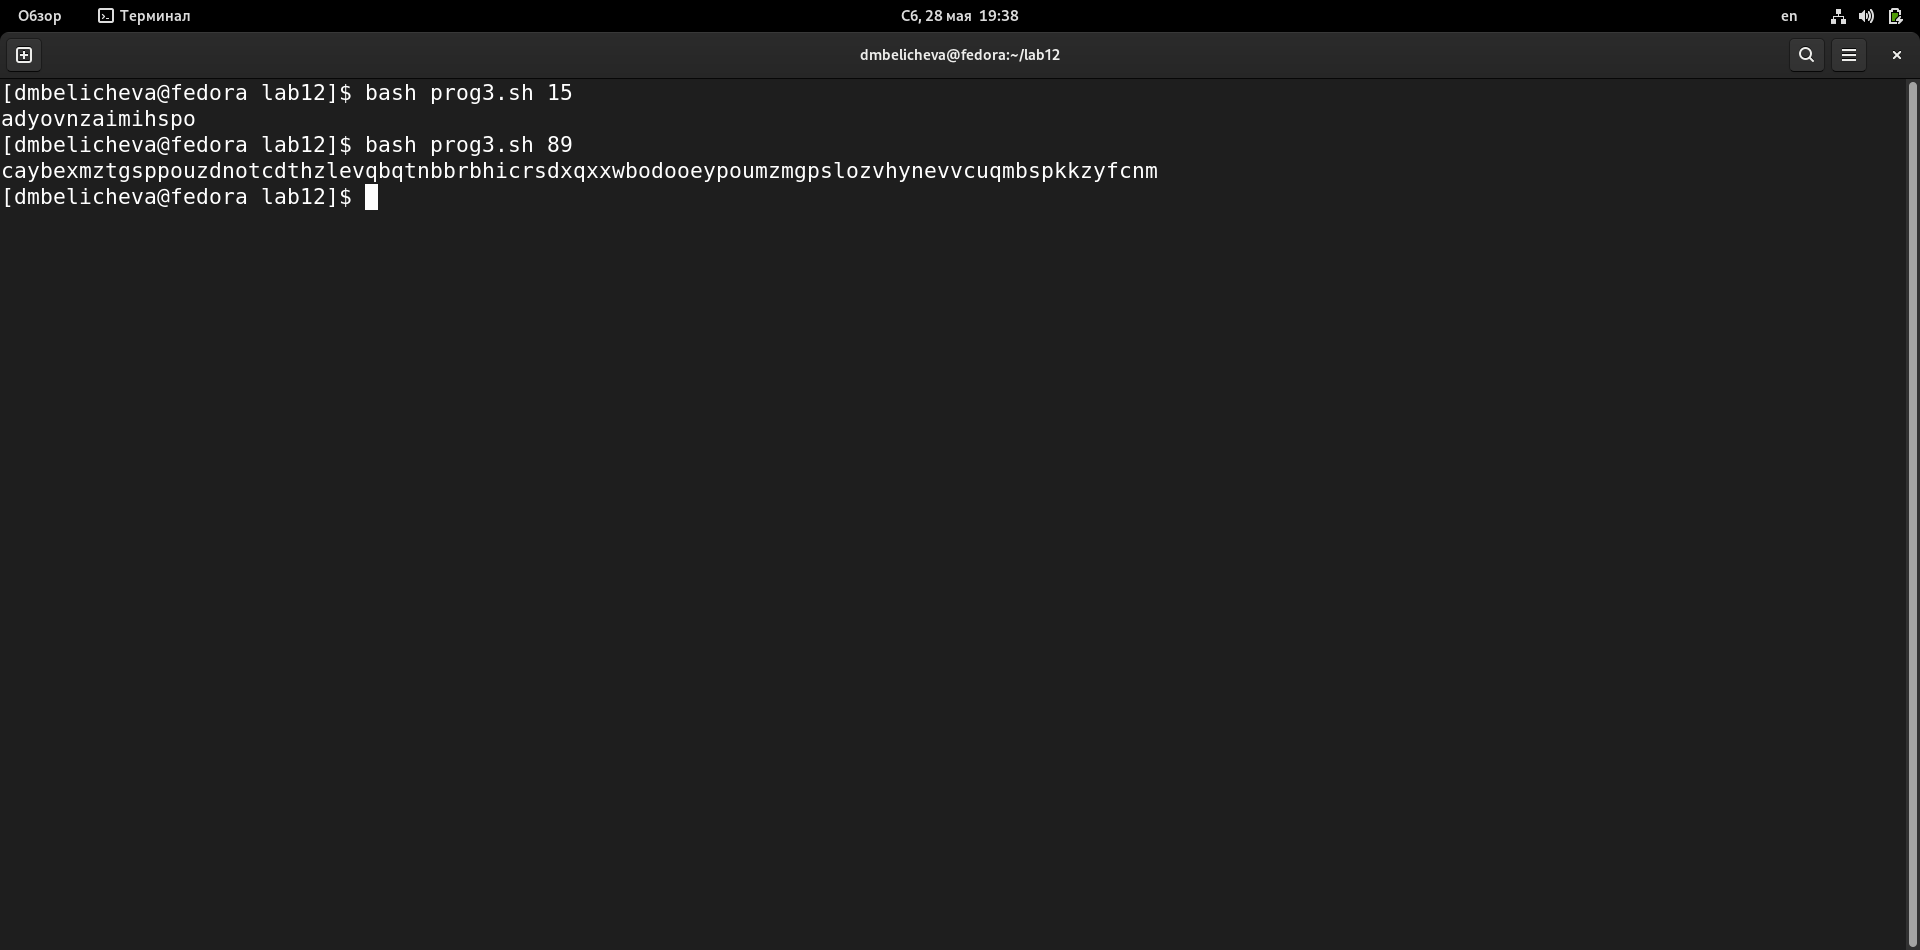 Обзор Терминал Сб, 28 мая 19:38 en
dmbelicheva@fedora:~/lab12
[dmbelicheva@fedora lab12]$ bash prog3.sh 15
adyovnzaimihspo
[dmbelicheva@fedora lab12]$ bash prog3.sh 89
caybexmztgsppouzdnotcdthzlevqbqtnbbrbhicrsdxqxxwbodooeypoumzmgpslozvhynevvcuqmbspkkzyfcnm
[dmbelicheva@fedora lab12]$